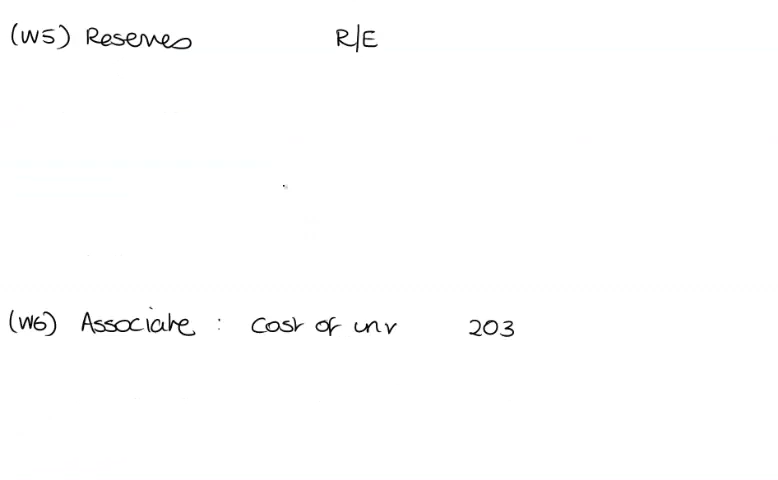 (W5) Reserves R/E
(W6) Associate : Cost of inv 203